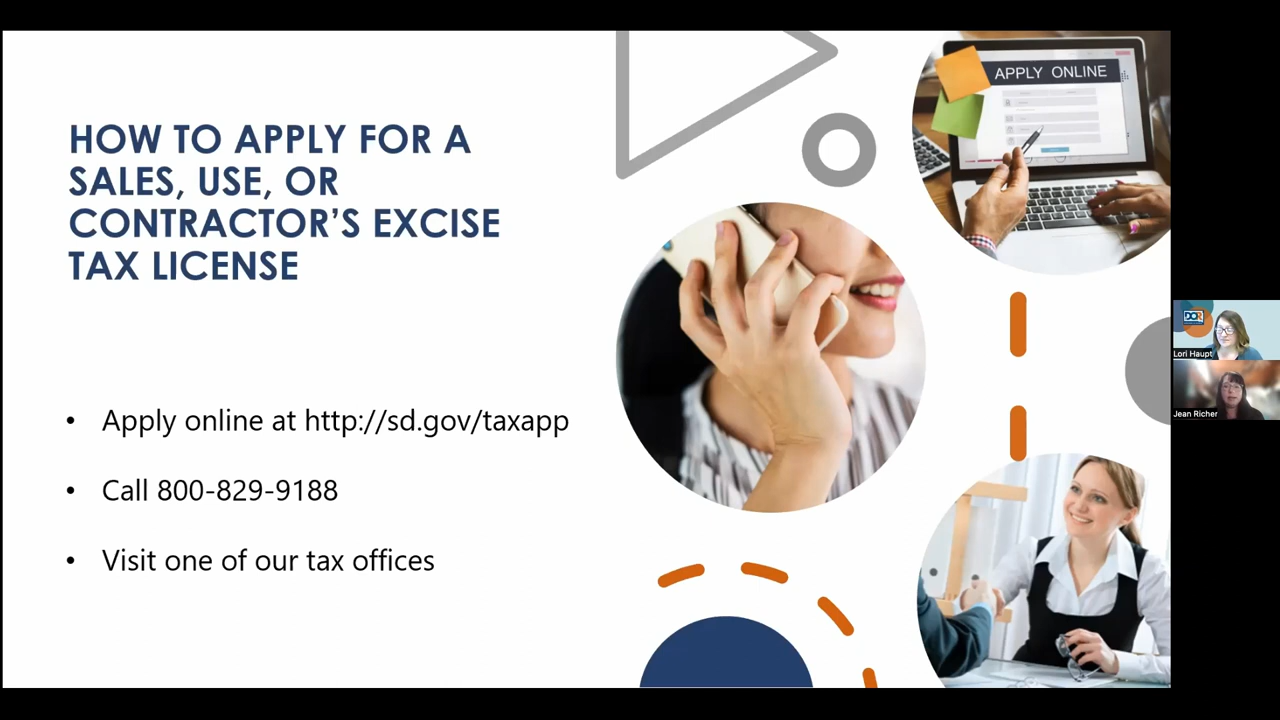 HOW TO APPLY FOR A
SALES, USE, OR
CONTRACTOR’S EXCISE
TAX LICENSE
• Apply online at http://sd.gov/taxapp
• Call 800-829-9188
• Visit one of our tax offices
APPLY ONLINE
DOR
Lori Haupt
Jean Richer